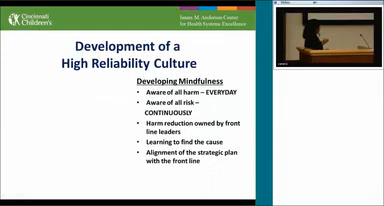 Cincinnati
Children's
James M. Anderson Center
for Health Systems Excellence
Development of a
High Reliability Culture
Developing Mindfulness
• Aware of all harm – EVERYDAY
• Aware of all risk –
CONTINUOUSLY
• Harm reduction owned by front
line leaders
• Learning to find the cause
• Alignment of the strategic plan
with the front line